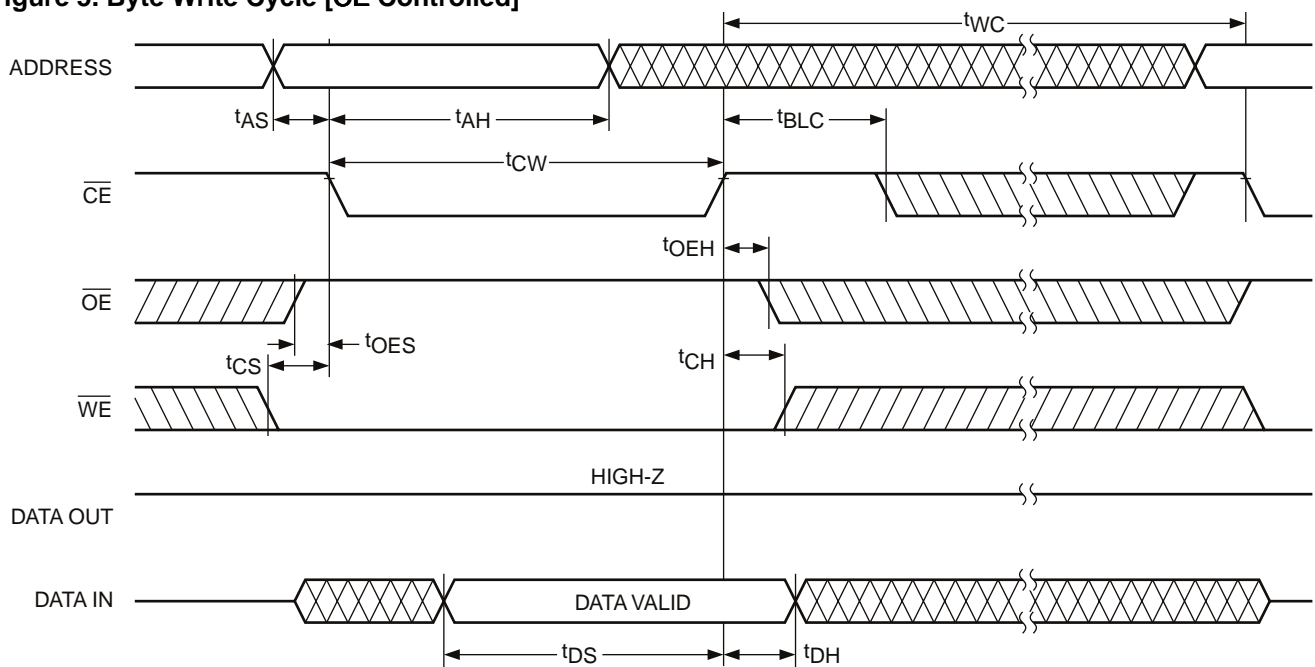 Figure 5. Byte Write Cycle [CE Controlled]
tWC
ADDRESS
tAS
tAH
tBLC
tCW
CE
tOEH
OE
tOES
tCS
tCH
WE
HIGH-Z
DATA OUT
DATA IN
DATA VALID
tDS
tDH